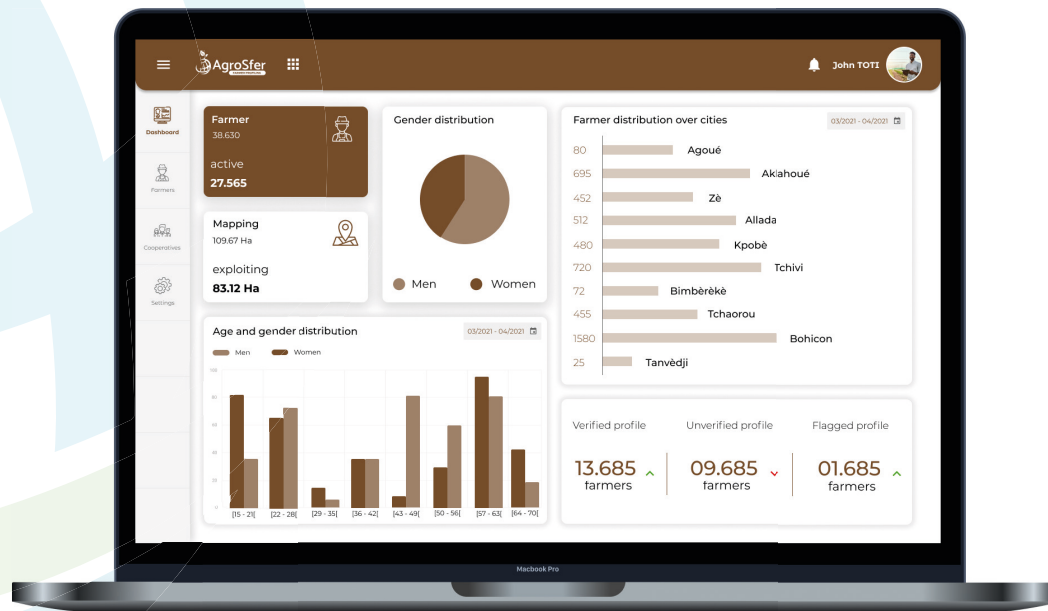 AgroSfer
FARMER PROFILING
John TOTI
Dashboard
Farmers
Cooperatives
Settings
Farmer
38.630
active
27.565
Mapping
109.67 Ha
exploiting
83.12 Ha
Gender distribution
Men
Women
Farmer distribution over cities
03/2021 - 04/2021
80 Agoué
695 Aklahoué
452 Zè
512 Allada
480 Kpobè
720 Tchivi
72 Bimbèrèkè
455 Tchaorou
1580 Bohicon
25 Tanvèdji
Age and gender distribution
03/2021 - 04/2021
Men Women
100
80
60
40
20
0
[15 - 21[ [22 - 28[ [29 - 35[ [36 - 42[ [43 - 49[ [50 - 56[ [57 - 63[ [64 - 70[
Verified profile
13.685
farmers
Unverified profile
09.685
farmers
Flagged profile
01.685
farmers
Macbook Pro